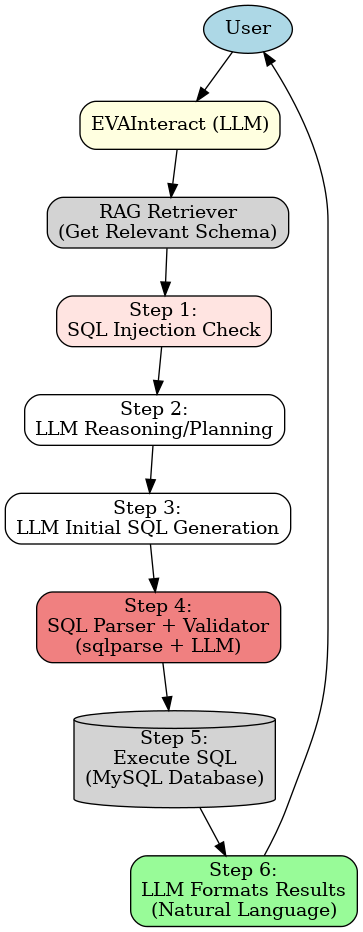 User
EVAInteract (LLM)
RAG Retriever
(Get Relevant Schema)
Step 1:
SQL Injection Check
Step 2:
LLM Reasoning/Planning
Step 3:
LLM Initial SQL Generation
Step 4:
SQL Parser + Validator
(sqlparse + LLM)
Step 5:
Execute SQL
(MySQL Database)
Step 6:
LLM Formats Results
(Natural Language)